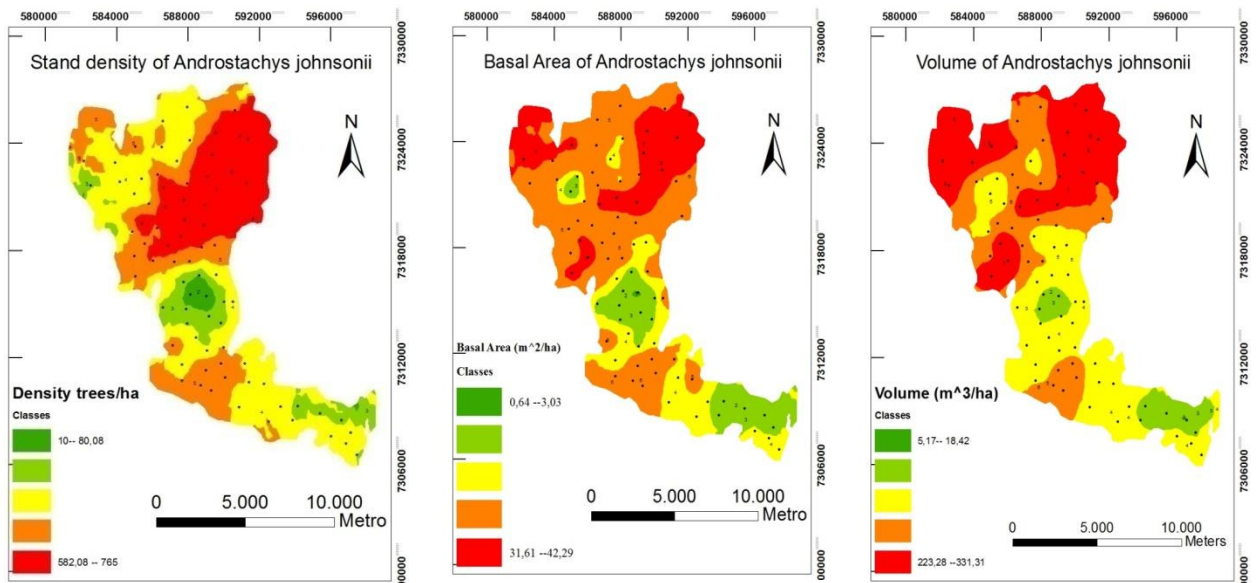 580000 584000 588000 592000 596000
Stand density of Androstachys johnsonii
N
7330000
7324000
7318000
7312000
7306000
00000
Density trees/ha
Classes
10-- 80,08
582,08 -- 765
0 5.000 10.000
Metro
580000 584000 588000 592000 596000
Basal Area of Androstachys johnsonii
N
7330000
7324000
7318000
7312000
7306000
00000
Basal Area (m^2/ha)
Classes
0,64 --3,03
31,61 --42,29
0 5.000 10.000
Metro
580000 584000 588000 592000 596000
Volume of Androstachys johnsonii
N
7330000
7324000
7318000
7312000
7306000
00000
Volume (m^3/ha)
Classes
5,17-- 18,42
223,28 --331,31
0 5.000 10.000
Meters